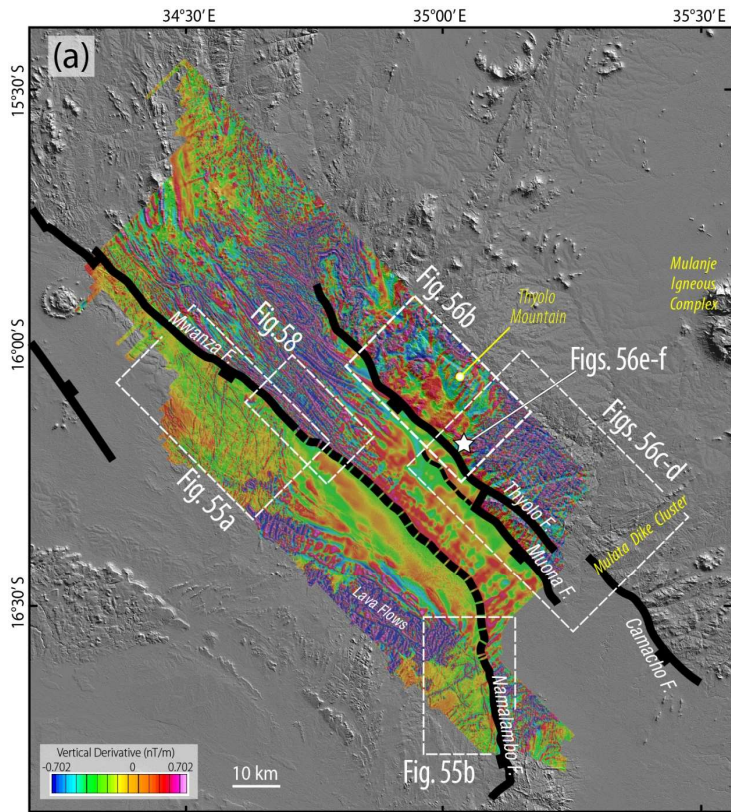 34°30' E
35°00' E
35°30' E
(a)
15°30' S
16°00' S
16°30' S
Mulanje
Igneous
Complex
Fig. 56b
Thyolo
Mountain
Mwanza F.
Fig.58
Figs. 56e-f
Figs. 56c-d
Fig. 55a
Thyolo F.
Muona F.
Mulata Dike Cluster
Lava Flows
Camacho F.
Namalambo F.
Fig. 55b
Vertical Derivative (nT/m)
-0.702 0 0.702
10 km